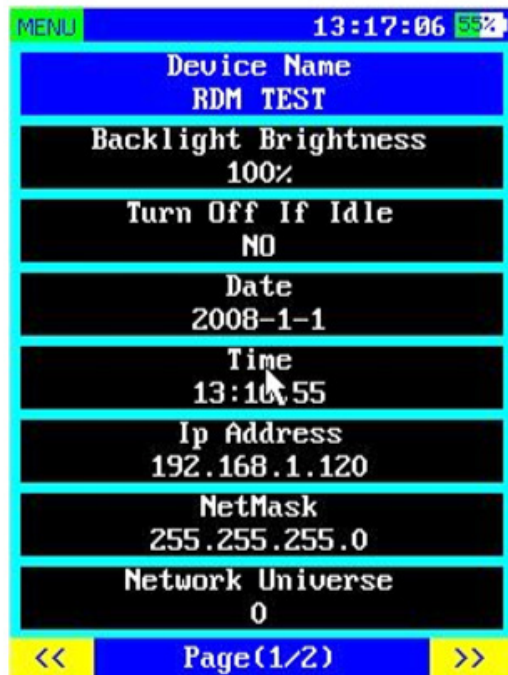 MENU 13:17:06 55%
Device Name
RDM TEST
Backlight Brightness
100%
Turn Off If Idle
NO
Date
2008-1-1
Time
Ip Address
192.168.1.120
NetMask
255.255.255.0
Network Universe
0
<< Page(1/2) >>